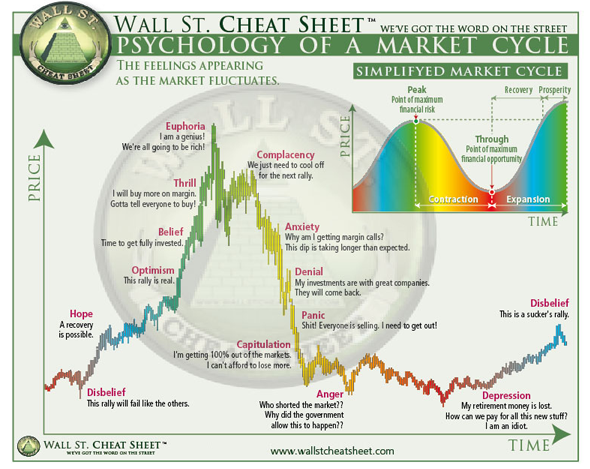 WALL ST.
CHEAT SHEET
WALL ST. CHEAT SHEET™ WE'VE GOT THE WORD ON THE STREET
PSYCHOLOGY OF A MARKET CYCLE
THE FEELINGS APPEARING
AS THE MARKET FLUCTUATES.
SIMPLIFYED MARKET CYCLE
Peak
Point of maximum
financial risk
Recovery
Prosperity
PRICE
Through
Point of maximum
financial opportunity
Contraction
Expansion
TIME
PRICE
Euphoria
I am a genius!
We're all going to be rich!
Complacency
We just need to cool off
for the next rally.
Thrill
I will buy more on margin.
Gotta tell everyone to buy!
Belief
Time to get fully invested.
Anxiety
Why am I getting margin calls?
This dip is taking longer than expected.
Optimism
This rally is real.
Denial
My investments are with great companies.
They will come back.
Hope
A recovery
is possible.
Panic
Shit! Everyone is selling. I need to get out!
Disbelief
This is a sucker's rally.
Capitulation
I'm getting 100% out of the markets.
I can't afford to lose more.
Disbelief
This rally will fail like the others.
Anger
Who shorted the market??
Why did the government
allow this to happen??
Depression
My retirement money is lost.
How can we pay for all this new stuff?
I am an idiot.
WALL ST. CHEAT SHEET™
WE'VE GOT THE WORD ON THE STREET
www.wallstcheatsheet.com
TIME
WALL ST.
CHEAT SHEET